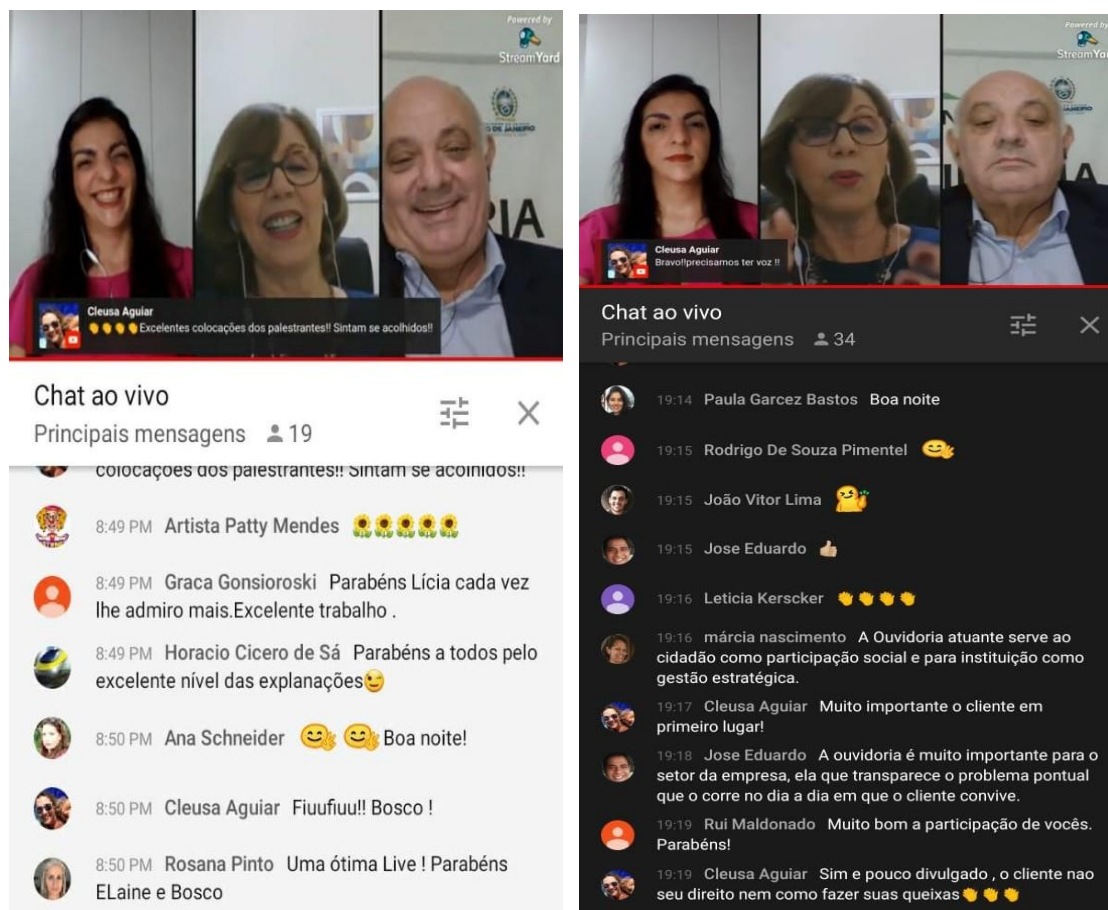 Powered by
StreamYard
DE JANEIRO
RIA
Cleusa Aguiar
👏👏👏👏Excelentes colocações dos palestrantes!! Sintam se acolhidos!!
Chat ao vivo
Principais mensagens 19
colocações dos palestrantes!! Sintam se acolhidos!!
8:49 PM Artista Patty Mendes 🌻🌻🌻🌻🌻
8:49 PM Graca Gonsioroski Parabéns Lícia cada vez
lhe admiro mais.Excelente trabalho .
8:49 PM Horacio Cicero de Sá Parabéns a todos pelo
excelente nível das explanações😉
8:50 PM Ana Schneider Boa noite!
8:50 PM Cleusa Aguiar Fiuufiuu!! Bosco !
8:50 PM Rosana Pinto Uma ótima Live ! Parabéns
ELaine e Bosco
Powered by
StreamYar
Cleusa Aguiar
Bravo!!precisamos ter voz !!
Chat ao vivo
Principais mensagens 34
19:14 Paula Garcez Bastos Boa noite
19:15 Rodrigo De Souza Pimentel
19:15 João Vitor Lima
19:15 Jose Eduardo 👍🏼
19:16 Leticia Kerscker 👏👏👏👏
19:16 márcia nascimento A Ouvidoria atuante serve ao
cidadão como participação social e para instituição como
gestão estratégica.
19:17 Cleusa Aguiar Muito importante o cliente em
primeiro lugar!
19:18 Jose Eduardo A ouvidoria é muito importante para o
setor da empresa, ela que transparece o problema pontual
que o corre no dia a dia em que o cliente convive.
19:19 Rui Maldonado Muito bom a participação de vocês.
Parabéns!
19:19 Cleusa Aguiar Sim e pouco divulgado , o cliente nao
seu direito nem como fazer suas queixas👏👏👏